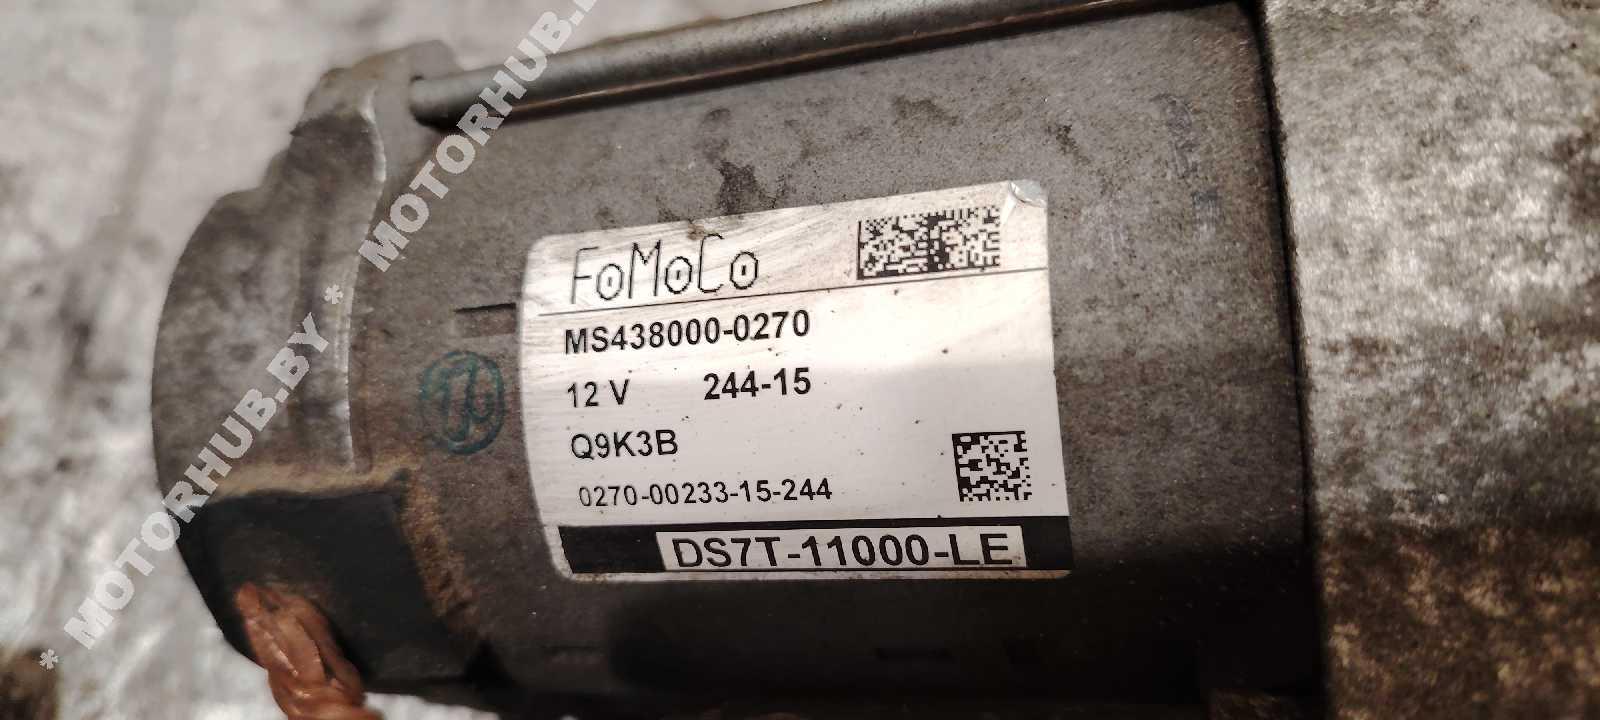 FoMoCo
MS438000-0270
12 V 244-15
Q9K3B
0270-00233-15-244
DS7T-11000-LE
* MOTORHUB.BY * MOTORHUB.BY